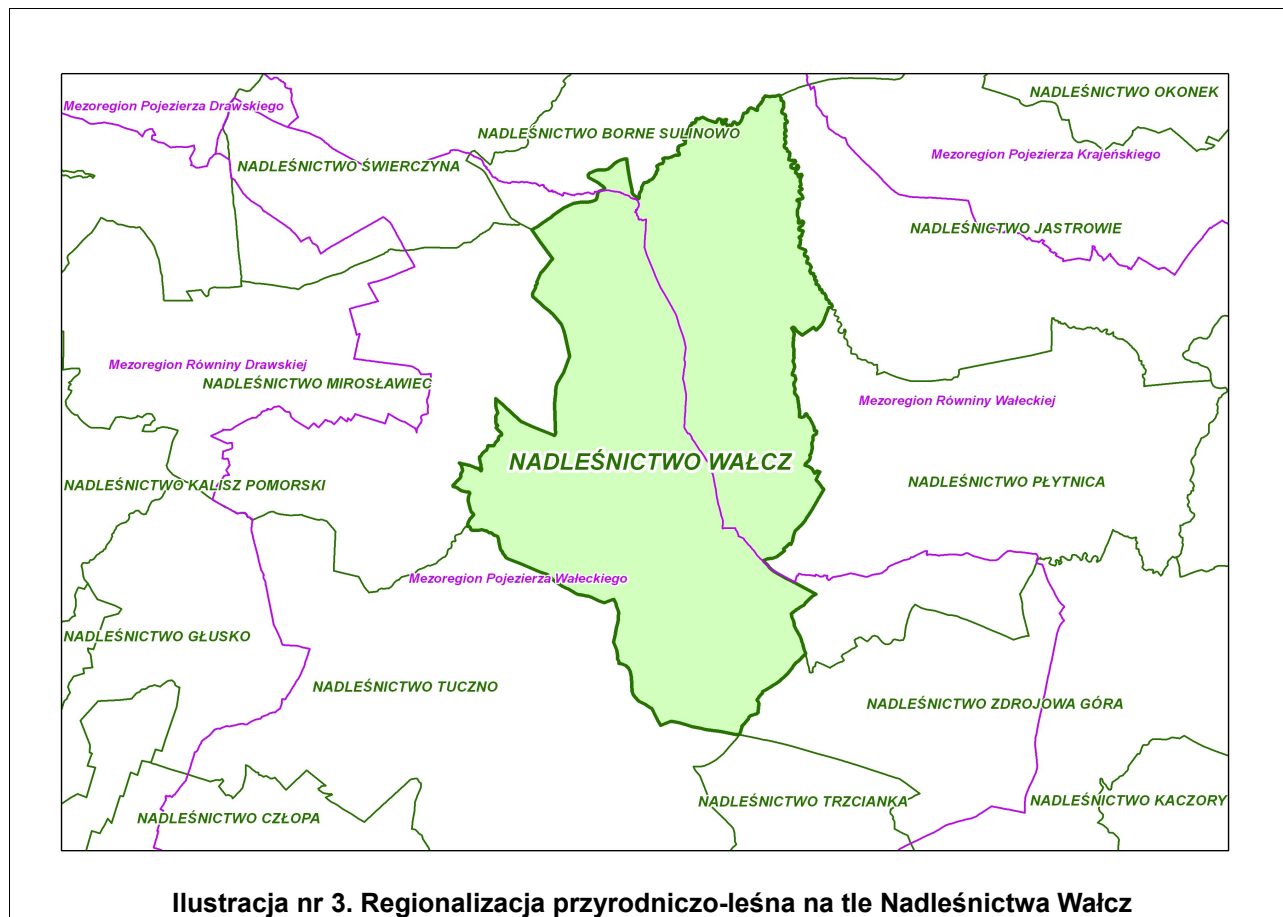 NADLEŚNICTWO OKONEK
Mezoregion Pojezierza Drawskiego
NADLEŚNICTWO BORNE SULINOWO
Mezoregion Pojezierza Krajeńskiego
NADLEŚNICTWO ŚWIERCZYNA
NADLEŚNICTWO JASTROWIE
Mezoregion Równiny Drawskiej
NADLEŚNICTWO MIROSŁAWIEC
Mezoregion Równiny Wałeckiej
NADLEŚNICTWO WAŁCZ
NADLEŚNICTWO PŁYTNICA
NADLEŚNICTWO KALISZ POMORSKI
Mezoregion Pojezierza Wałeckiego
NADLEŚNICTWO GŁUSKO
NADLEŚNICTWO TUCZNO
NADLEŚNICTWO ZDROJOWA GÓRA
NADLEŚNICTWO TRZCIANKA
NADLEŚNICTWO KACZORY
NADLEŚNICTWO CZŁOPA
Ilustracja nr 3. Regionalizacja przyrodniczo-leśna na tle Nadleśnictwa Wałcz